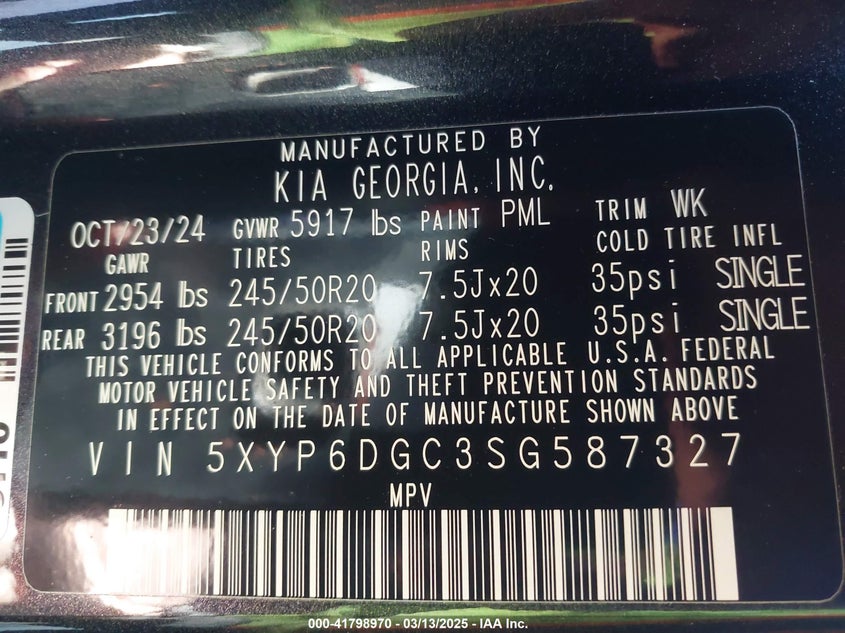 MANUFACTURED BY
KIA GEORGIA, INC.
OCT/23/24 GVWR 5917 lbs PAINT PML TRIM WK
GAWR TIRES RIMS COLD TIRE INFL
FRONT 2954 lbs 245/50R20 7.5Jx20 35psi SINGLE
REAR 3196 lbs 245/50R20 7.5Jx20 35psi SINGLE
THIS VEHICLE CONFORMS TO ALL APPLICABLE U.S.A. FEDERAL
MOTOR VEHICLE SAFETY AND THEFT PREVENTION STANDARDS
IN EFFECT ON THE DATE OF MANUFACTURE SHOWN ABOVE
VIN 5XYP6DGC3SG587327
MPV
000-41798970 - 03/13/2025 - IAA Inc.